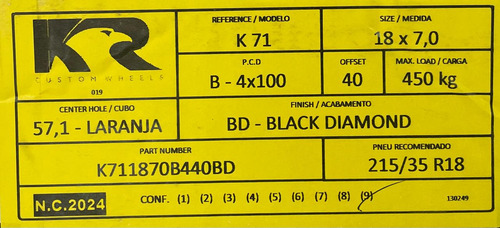 KR
CUSTOM WHEELS
019
REFERENCE / MODELO
K 71
SIZE / MEDIDA
18 x 7,0
P.C.D
B - 4x100
OFFSET
40
MAX. LOAD / CARGA
450 kg
CENTER HOLE / CUBO
57,1 - LARANJA
FINISH / ACABAMENTO
BD - BLACK DIAMOND
PART NUMBER
K711870B440BD
PNEU RECOMENDADO
215/35 R18
N.C.2024
CONF. (1) (2) (3) (4) (5) (6) (7) (8) (9)
130249